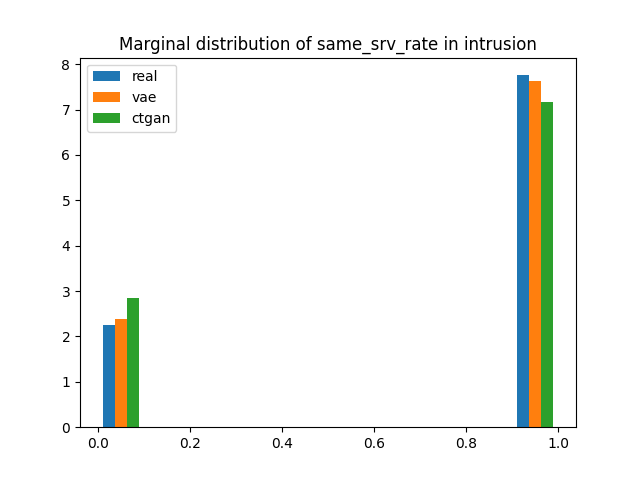 Marginal distribution of same_srv_rate in intrusion
8
7
6
5
4
3
2
1
0
real
vae
ctgan
0.0 0.2 0.4 0.6 0.8 1.0